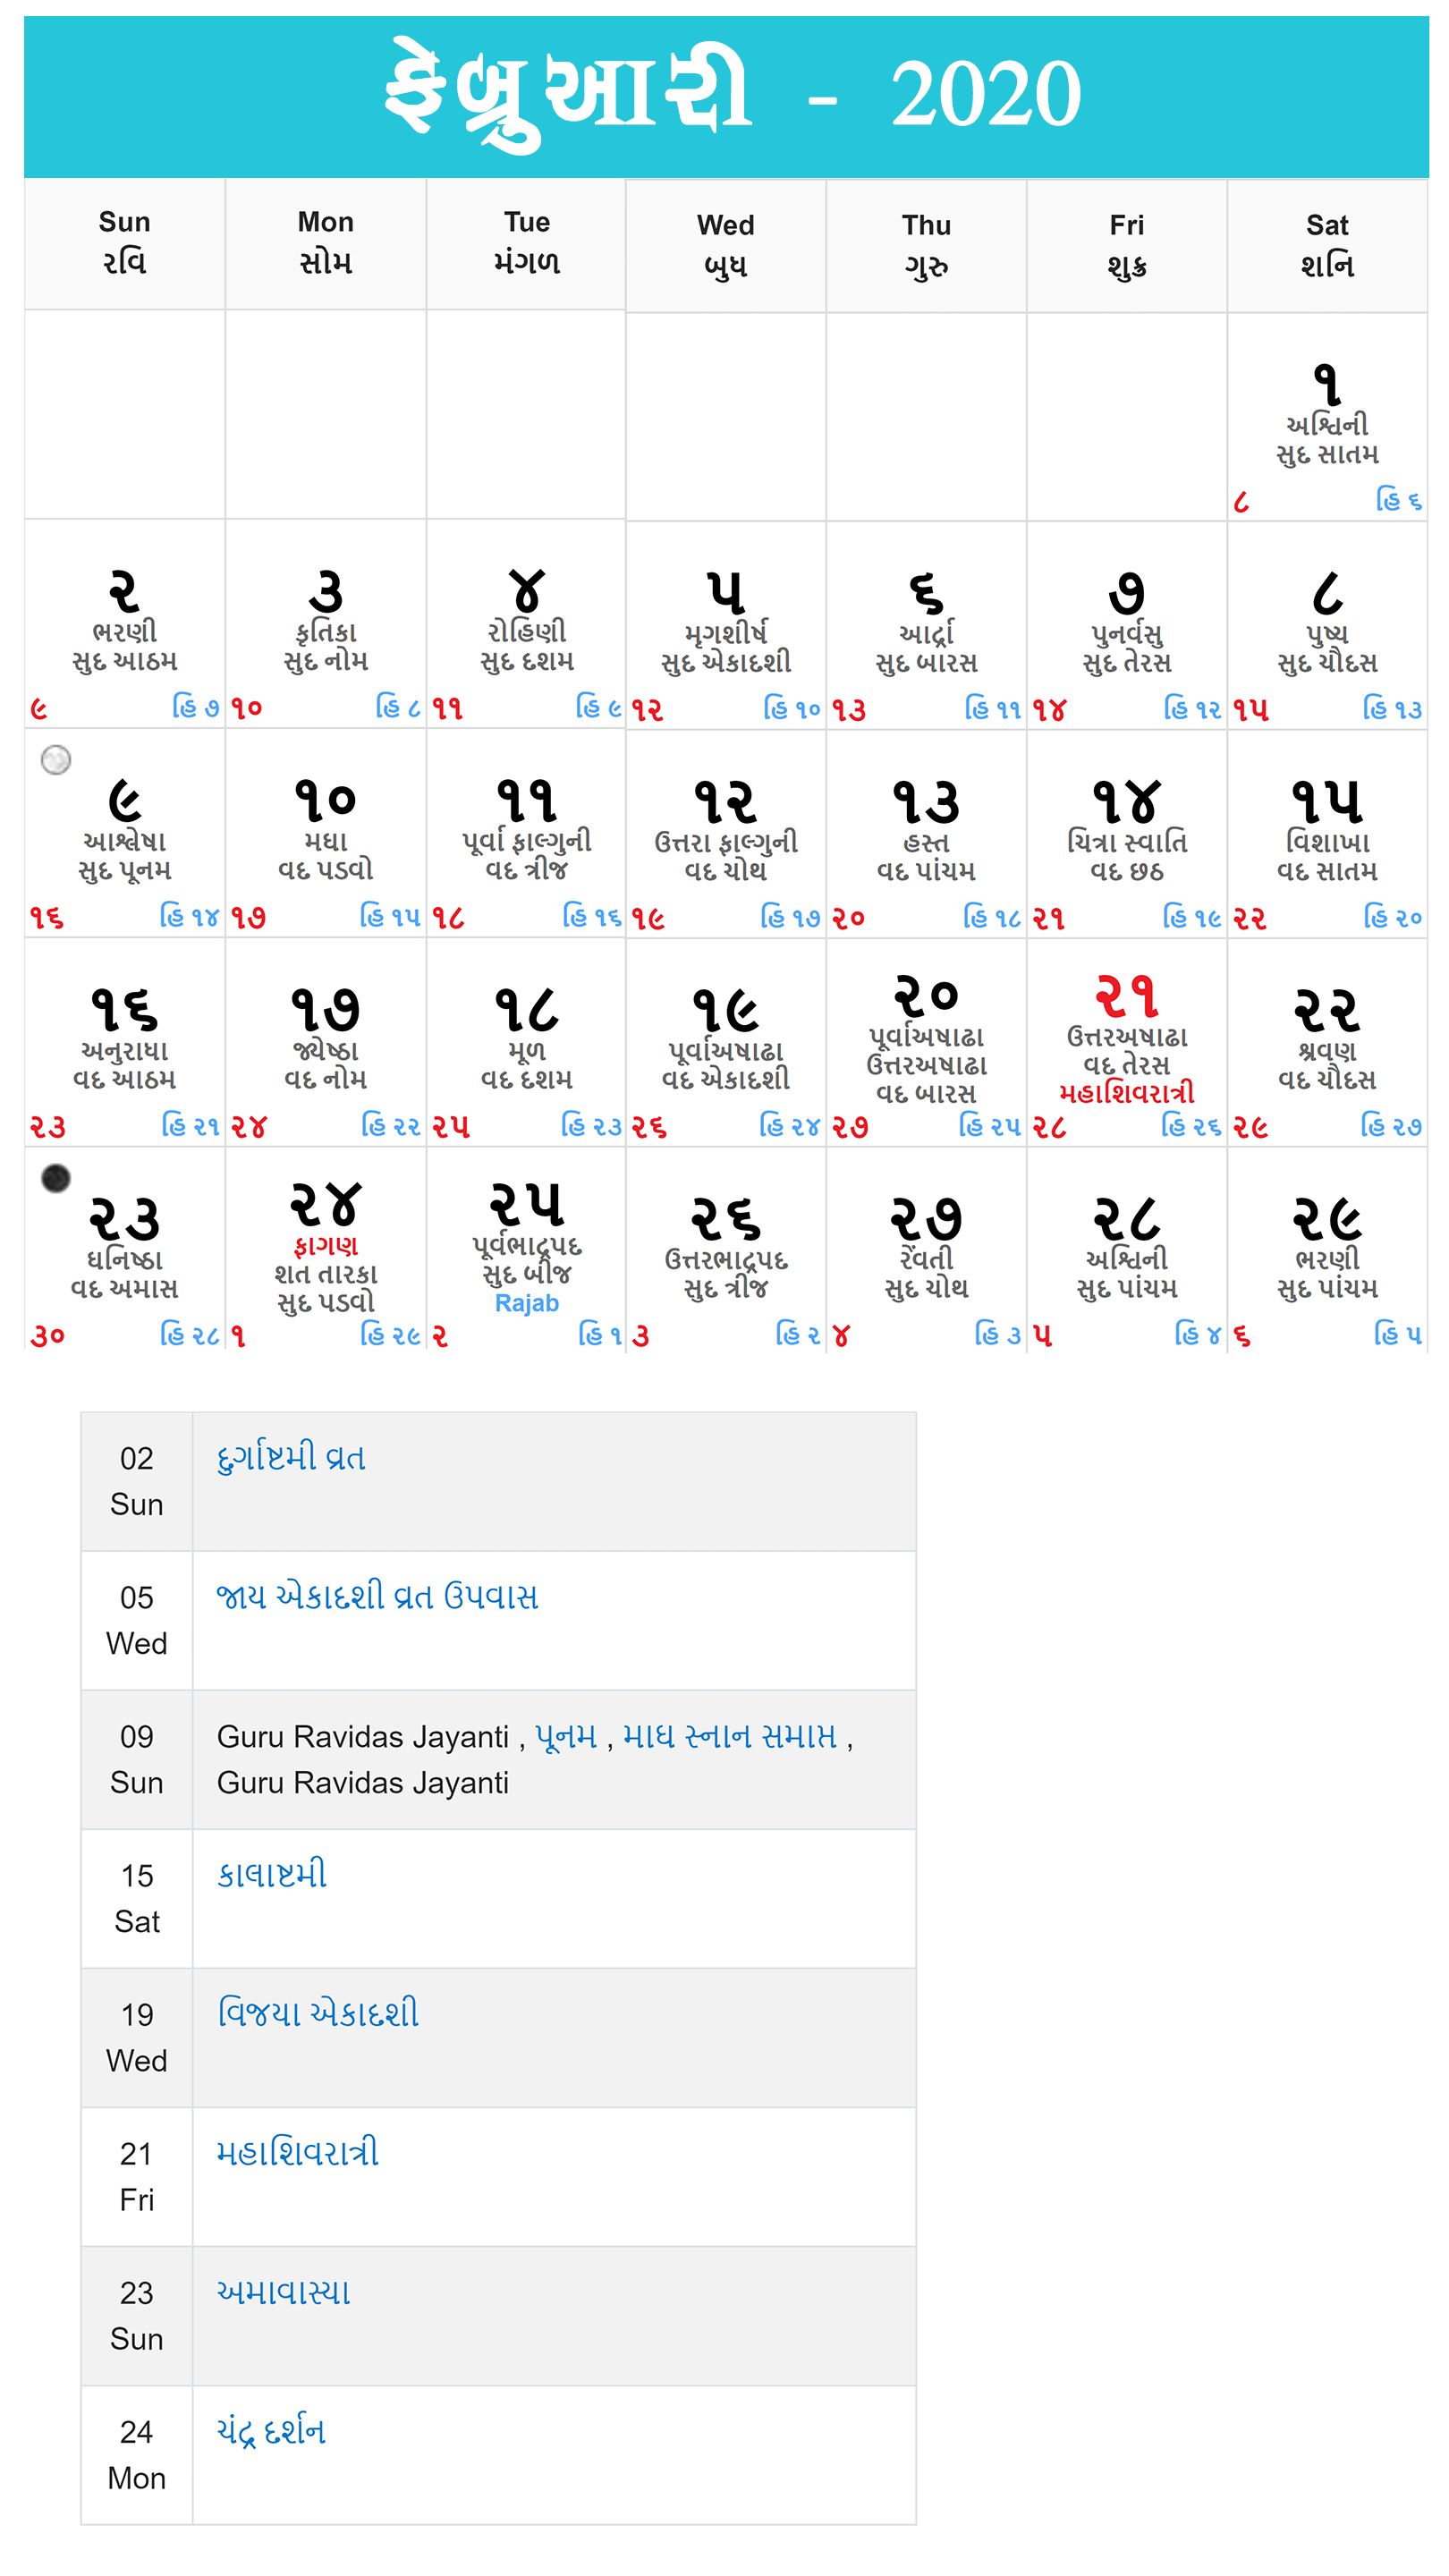 ફેબ્રુઆરી - 2020
Sun Mon Tue Wed Thu Fri Sat
રવિ સોમ મંગળ બુધ ગુરુ શુક્ર શનિ
૧
અશ્વિની
સુદ સાતમ
૮ હિ ૬
૨ ૩ ૪ ૫ ૬ ૭ ૮
ભરણી કૃતિકા રોહિણી મૃગશીર્ષ આર્દ્રા પુનર્વસુ પુષ્ય
સુદ આઠમ સુદ નોમ સુદ દશમ સુદ એકાદશી સુદ બારસ સુદ તેરસ સુદ ચૌદસ
૯ હિ ૭ ૧૦ હિ ૮ ૧૧ હિ ૯ ૧૨ હિ ૧૦ ૧૩ હિ ૧૧ ૧૪ હિ ૧૨ ૧૫ હિ ૧૩
૯ ૧૦ ૧૧ ૧૨ ૧૩ ૧૪ ૧૫
આશ્લેષા મધા પૂર્વા ફાલ્ગુની ઉત્તરા ફાલ્ગુની હસ્ત ચિત્રા સ્વાતિ વિશાખા
સુદ પૂનમ વદ પડવો વદ ત્રીજ વદ ચોથ વદ પાંચમ વદ છઠ વદ સાતમ
૧૬ હિ ૧૪ ૧૭ હિ ૧૫ ૧૮ હિ ૧૬ ૧૯ હિ ૧૭ ૨૦ હિ ૧૮ ૨૧ હિ ૧૯ ૨૨ હિ ૨૦
૧૬ ૧૭ ૧૮ ૧૯ ૨૦ ૨૧ ૨૨
અનુરાધા જ્યેષ્ઠા મૂળ પૂર્વાઅષાઢા પૂર્વાઅષાઢા ઉત્તરઅષાઢા શ્રવણ
વદ આઠમ વદ નોમ વદ દશમ વદ એકાદશી ઉત્તરઅષાઢા વદ તેરસ વદ ચૌદસ
વદ બારસ મહાશિવરાત્રી
૨૩ હિ ૨૧ ૨૪ હિ ૨૨ ૨૫ હિ ૨૩ ૨૬ હિ ૨૪ ૨૭ હિ ૨૫ ૨૮ હિ ૨૬ ૨૯ હિ ૨૭
૨૩ ૨૪ ૨૫ ૨૬ ૨૭ ૨૮ ૨૯
ધનિષ્ઠા ફાગણ પૂર્વભાદ્રપદ ઉત્તરભાદ્રપદ રેંવતી અશ્વિની ભરણી
વદ અમાસ શત તારકા સુદ બીજ સુદ ત્રીજ સુદ ચોથ સુદ પાંચમ સુદ પાંચમ
સુદ પડવો Rajab
૩૦ હિ ૨૮ ૧ હિ ૨૯ ૨ હિ ૧ ૩ હિ ૨ ૪ હિ ૩ ૫ હિ ૪ ૬ હિ ૫
02 દુર્ગાષ્ટમી વ્રત
Sun
05 જાય એકાદશી વ્રત ઉપવાસ
Wed
09 Guru Ravidas Jayanti , પૂનમ , માઘ સ્નાન સમાપ્ત ,
Sun Guru Ravidas Jayanti
15 કાલાષ્ટમી
Sat
19 વિજયા એકાદશી
Wed
21 મહાશિવરાત્રી
Fri
23 અમાવાસ્યા
Sun
24 ચંદ્ર દર્શન
Mon